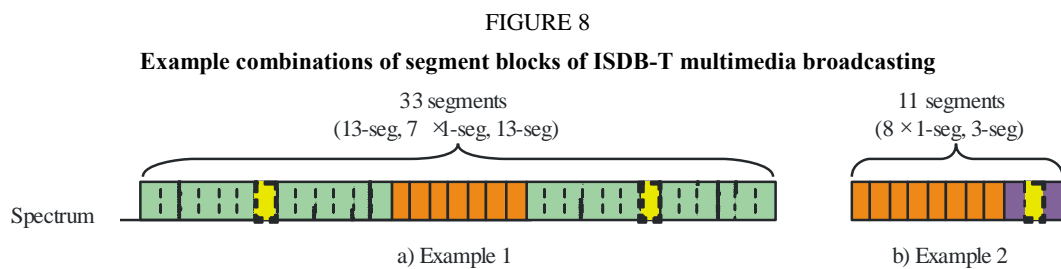 FIGURE 8
Example combinations of segment blocks of ISDB-T multimedia broadcasting
33 segments
(13-seg, 7 ×1-seg, 13-seg)
11 segments
(8 × 1-seg, 3-seg)
Spectrum
a) Example 1
b) Example 2